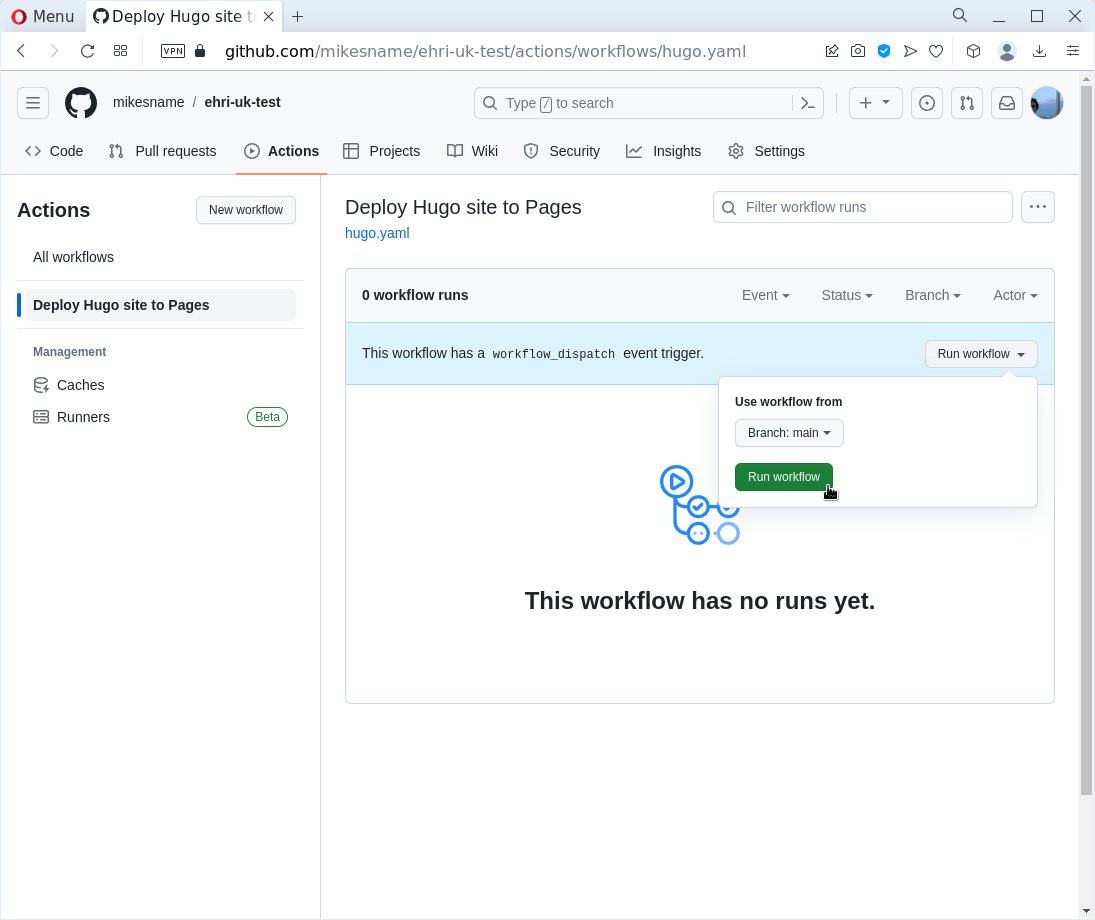 Menu
Deploy Hugo site t
VPN
github.com/mikesname/ehri-uk-test/actions/workflows/hugo.yaml
mikesname / ehri-uk-test
Type / to search
Code
Pull requests
Actions
Projects
Wiki
Security
Insights
Settings
Actions
New workflow
All workflows
Deploy Hugo site to Pages
Management
Caches
Runners
Beta
Deploy Hugo site to Pages
Filter workflow runs
hugo.yaml
0 workflow runs
Event
Status
Branch
Actor
This workflow has a workflow_dispatch event trigger.
Run workflow
Use workflow from
Branch: main
Run workflow
This workflow has no runs yet.